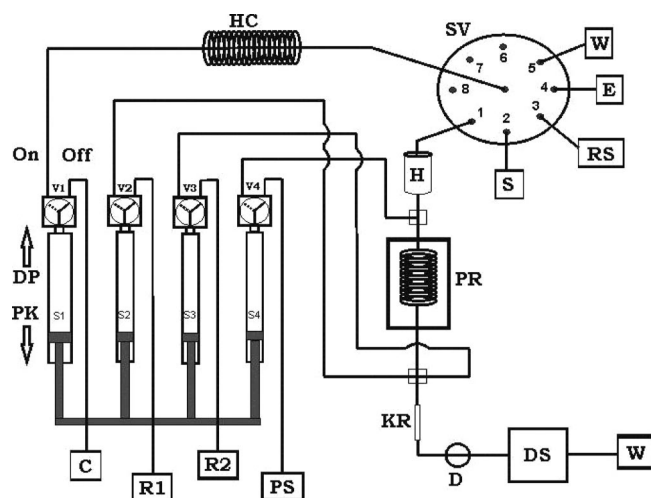 HC
SV
W
6
5
7
4
E
8
3
1
2
RS
On Off
H
S
V1
V2
V3
V4
DP
PR
PK
S1
S2
S3
S4
KR
C
R1
R2
PS
D
DS
W